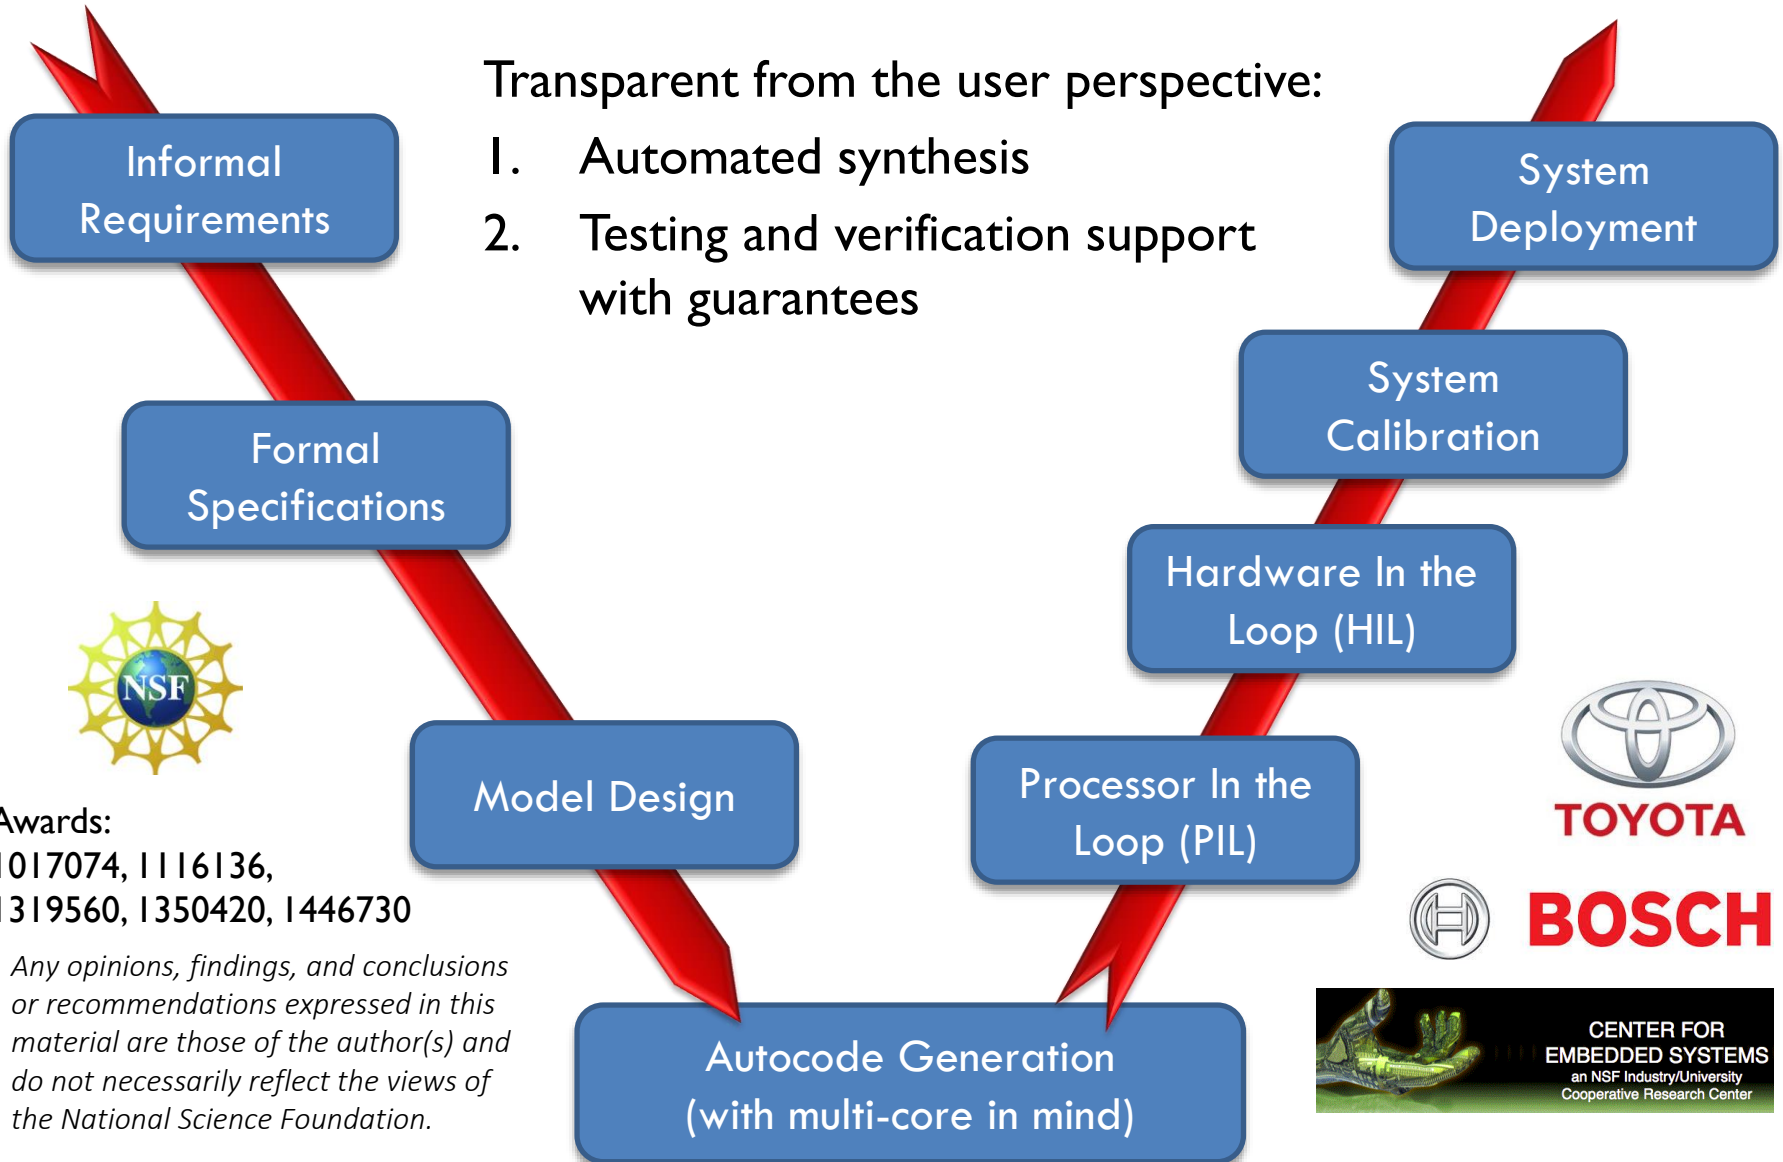 Transparent from the user perspective:
1. Automated synthesis
2. Testing and verification support
with guarantees
Informal
Requirements
Formal
Specifications
Model Design
Autocode Generation
(with multi-core in mind)
Processor In the
Loop (PIL)
Hardware In the
Loop (HIL)
System
Calibration
System
Deployment
NSF
Awards:
1017074, 1116136,
1319560, 1350420, 1446730
Any opinions, findings, and conclusions
or recommendations expressed in this
material are those of the author(s) and
do not necessarily reflect the views of
the National Science Foundation.
TOYOTA
BOSCH
CENTER FOR
EMBEDDED SYSTEMS
an NSF Industry/University
Cooperative Research Center